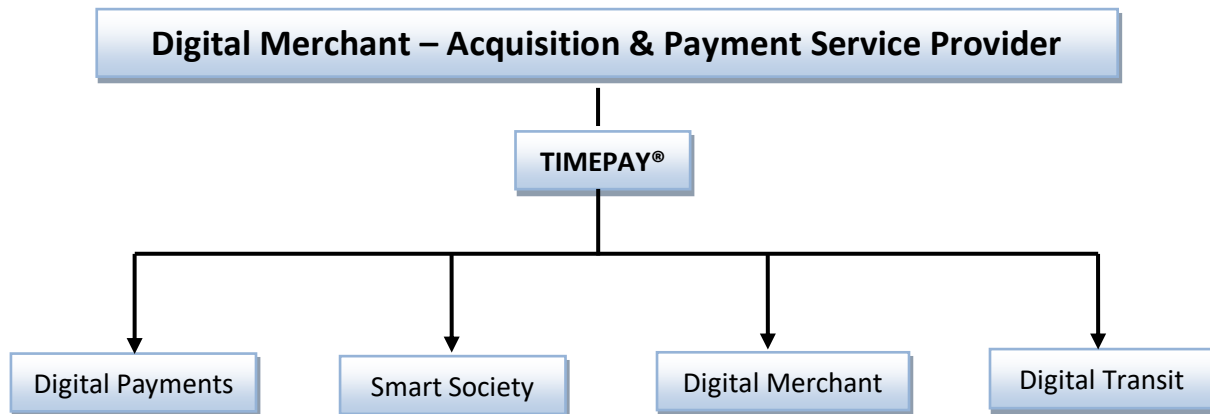 Digital Merchant – Acquisition & Payment Service Provider
TIMEPAY®
Digital Payments
Smart Society
Digital Merchant
Digital Transit